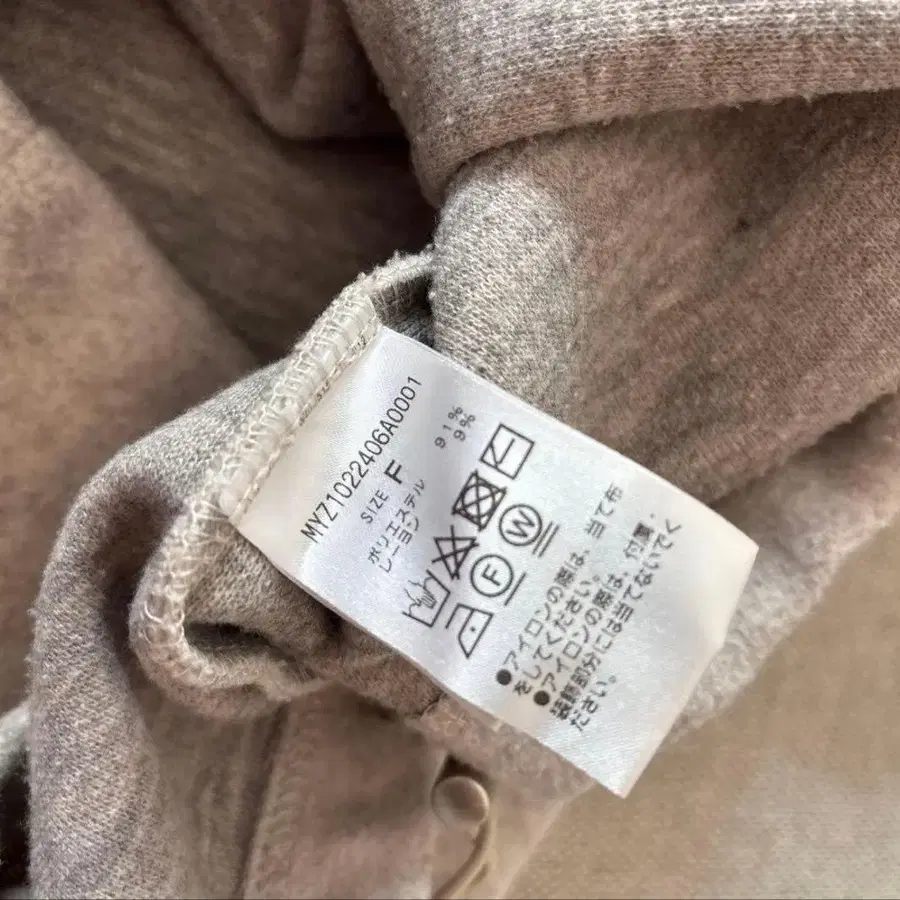 MYZ1022406A0001
SIZE F
ポリエステル 91%
レーヨン 9%
F
W
●アイロンの際は、当て布
をしてください。
●アイロンの際は、付属・
装飾部分には当てないでく
ださい。